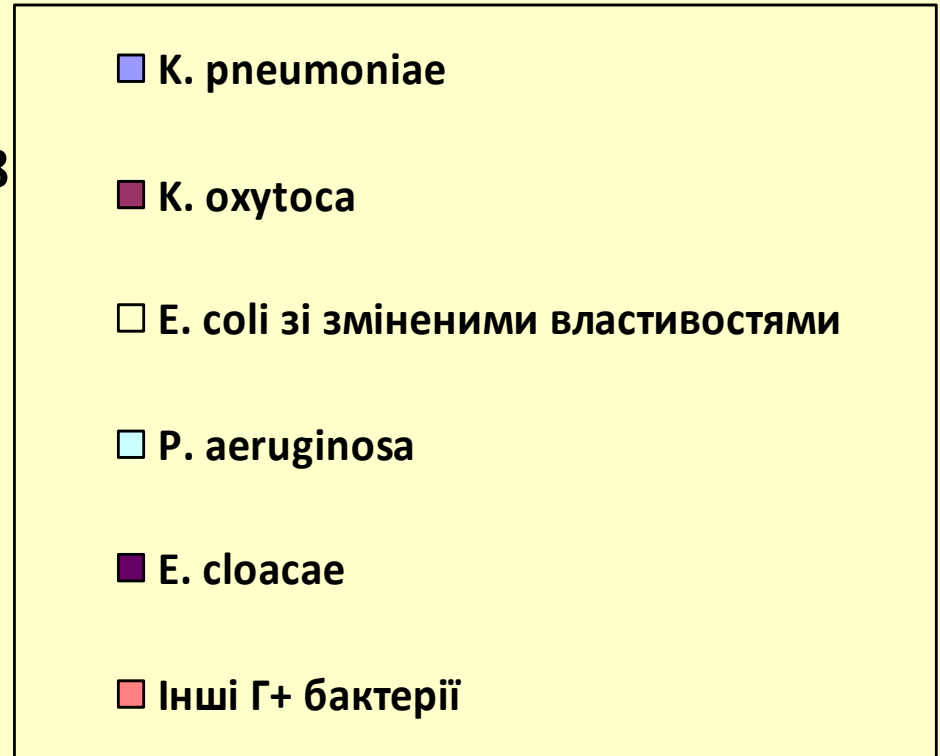 K. pneumoniae
K. oxytoca
E. coli зі зміненими властивостями
P. aeruginosa
E. cloacae
Інші Г+ бактерії